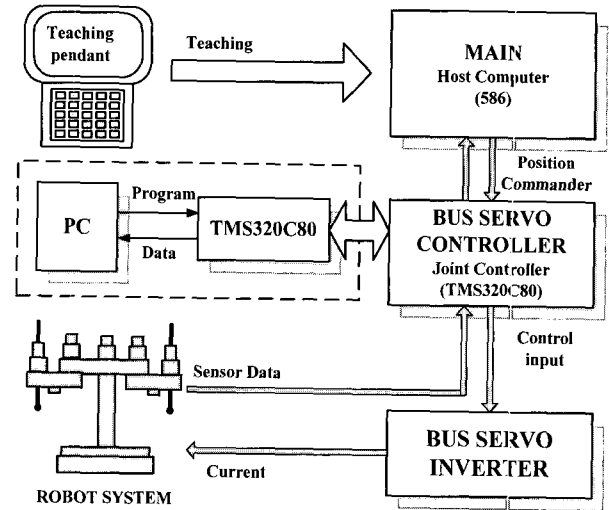 Teaching
pendant
Teaching
MAIN
Host Computer
(586)
Position
Commander
PC
Program
Data
TMS320C80
BUS SERVO
CONTROLLER
Joint Controller
(TMS320C80)
Sensor Data
Control
input
Current
BUS SERVO
INVERTER
ROBOT SYSTEM